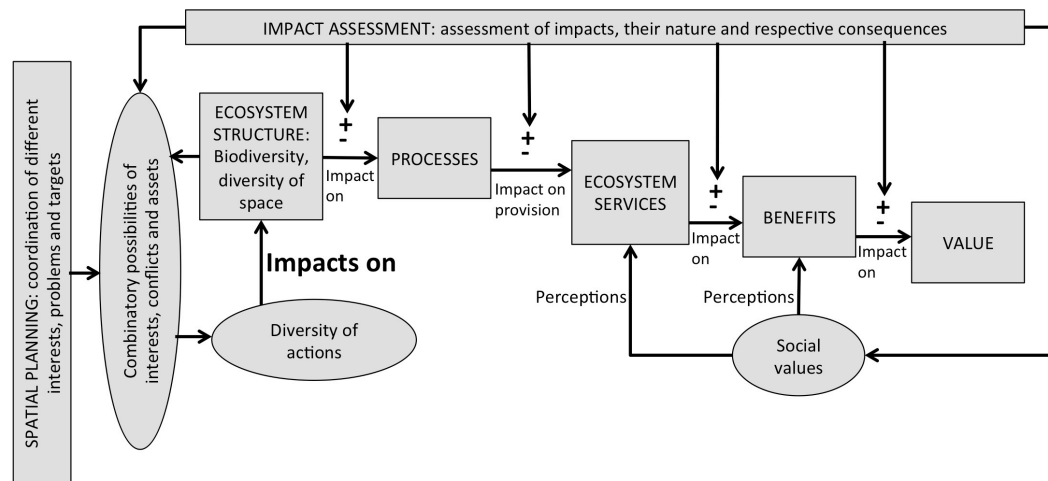 IMPACT ASSESSMENT: assessment of impacts, their nature and respective consequences
SPATIAL PLANNING: coordination of different
interests, problems and targets
Combinatory possibilities of
interests, conflicts and assets
ECOSYSTEM
STRUCTURE:
Biodiversity,
diversity of
space
+
-
Impact
on
PROCESSES
+
-
Impact on
provision
ECOSYSTEM
SERVICES
+
-
Impact
on
BENEFITS
+
-
Impact
on
VALUE
Impacts on
Diversity of
actions
Perceptions
Perceptions
Social
values